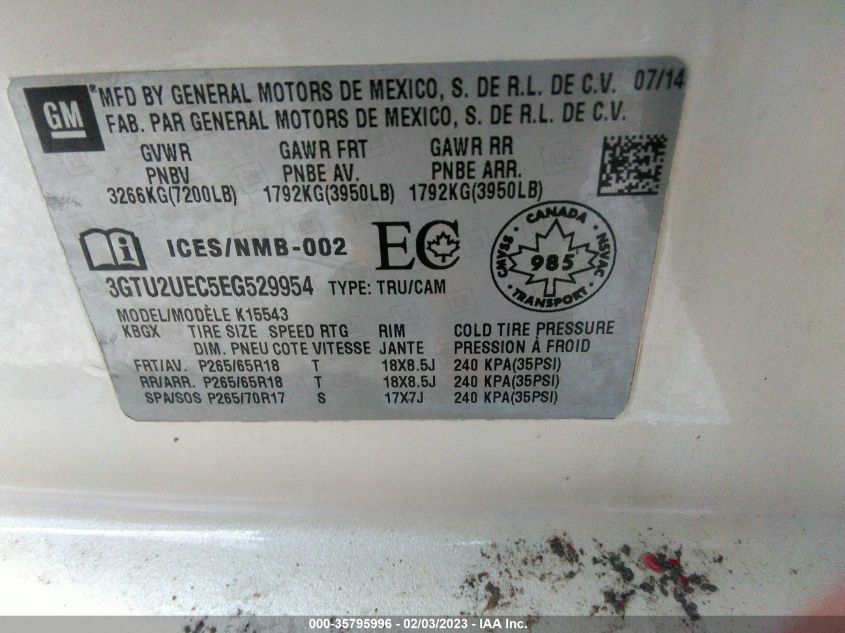 GM
®MFD BY GENERAL MOTORS DE MEXICO, S. DE R.L. DE C.V. 07/14
FAB. PAR GENERAL MOTORS DE MEXICO, S. DE R.L. DE C.V.
GVWR GAWR FRT GAWR RR
PNBV PNBE AV. PNBE ARR.
3266KG(7200LB) 1792KG(3950LB) 1792KG(3950LB)
i ICES/NMB-002 EC
CANADA
CMVSS 985 NSVAC
TRANSPORT
3GTU2UEC5EG529954 TYPE: TRU/CAM
MODEL/MODÈLE K15543
KBGX TIRE SIZE SPEED RTG RIM COLD TIRE PRESSURE
DIM. PNEU COTE VITESSE JANTE PRESSION À FROID
FRT/AV. P265/65R18 T 18X8.5J 240 KPA(35PSI)
RR/ARR. P265/65R18 T 18X8.5J 240 KPA(35PSI)
SPA/SOS P265/70R17 S 17X7J 240 KPA(35PSI)
000-35795996 - 02/03/2023 - IAA Inc.